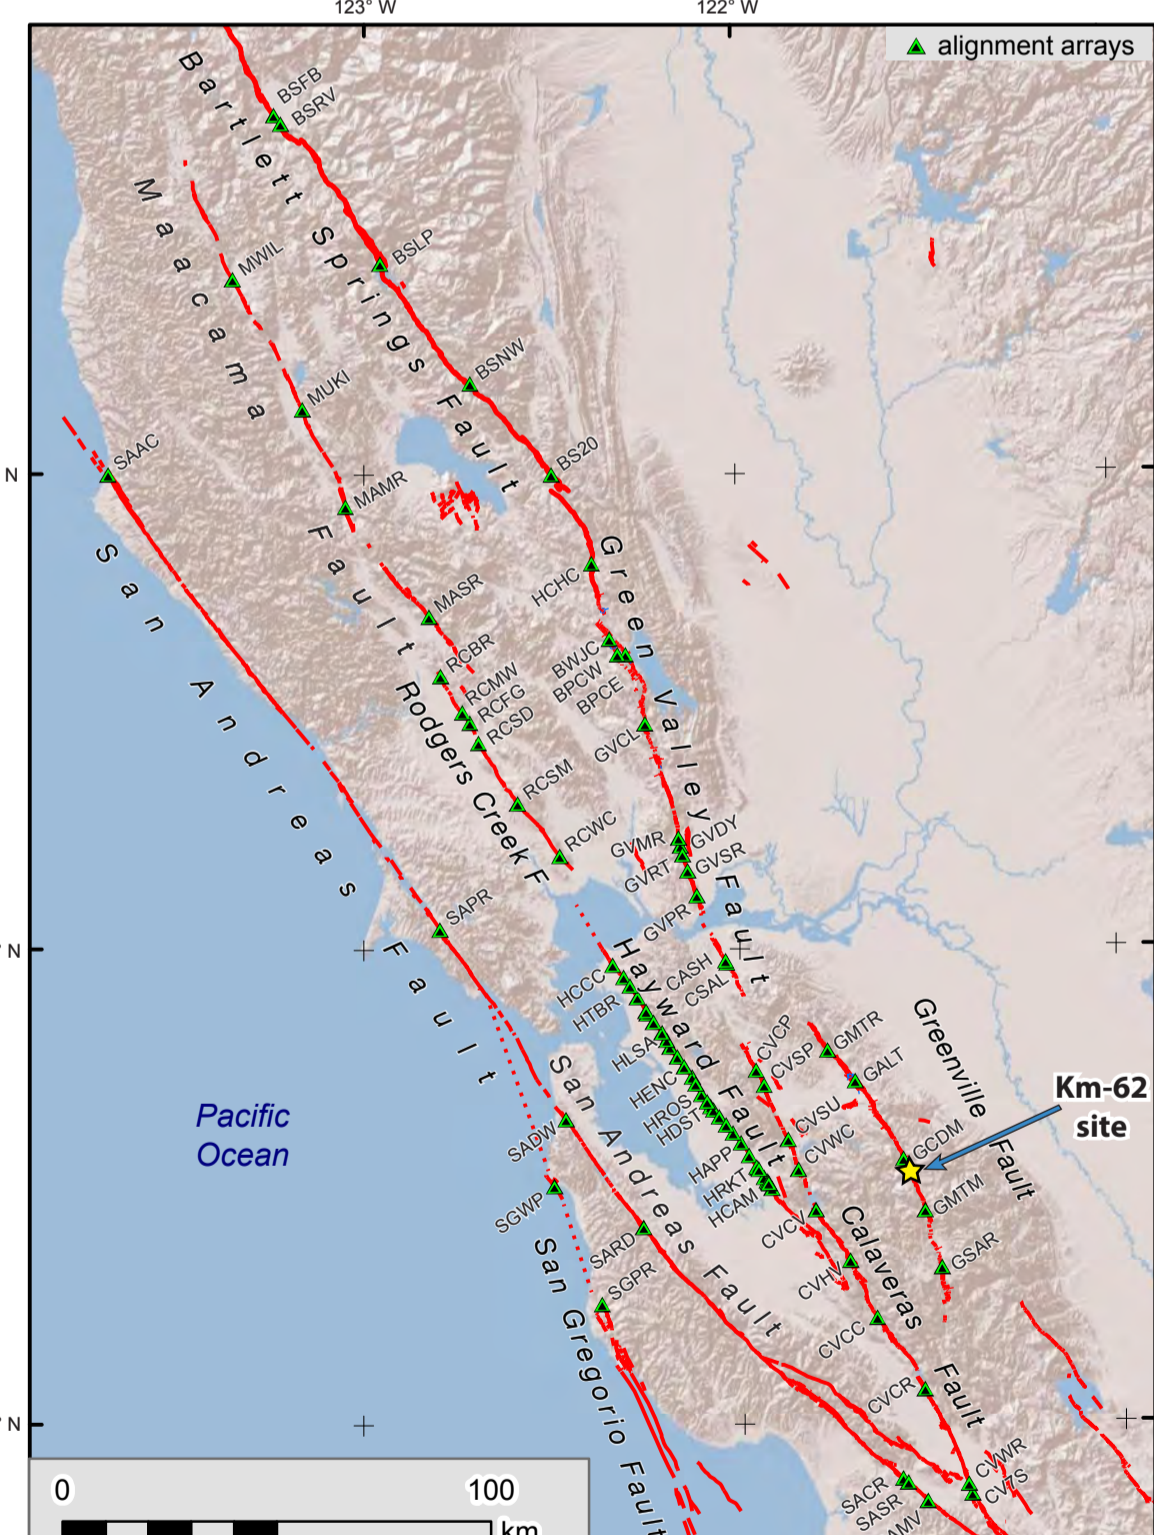 123° W
122° W
alignment arrays
Bartlett Springs Fault
BSFB
BSRV
Maacama Fault
MWIL
BSLP
BSNW
MUKI
SAAC
BS20
N
MAMR
San Andreas Fault
Green Valley Fault
HCHC
MASR
RCBR
BWJC
BPCW
BPCE
RCMW
RCFG
RCSD
Rodgers Creek F
GVCL
RCSM
RCWC
GVMR
GVDY
GVRT
GVSR
SAPR
GVPR
° N
Hayward Fault
CASH
CSAL
HCCC
HTBR
Greenville Fault
CVCP
GMTR
HLSA
CVSP
GALT
Km-62
site
San Andreas Fault
HENC
HROS
HDST
CVSU
Pacific
Ocean
SADW
CVWC
GCDM
HAPP
HRKT
HCAM
GMTM
SGWP
CVCV
Calaveras Fault
SARD
GSAR
San Gregorio Fault
SGPR
CVHV
CVCC
CVCR
° N
CVWR
CV7S
SACR
SASR
AMV
0
100
km